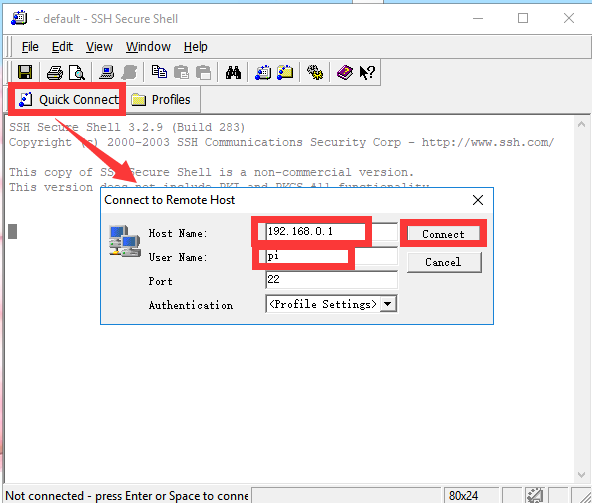 - default - SSH Secure Shell
File Edit View Window Help
Quick Connect Profiles
SSH Secure Shell 3.2.9 (Build 283)
Copyright (c) 2000-2003 SSH Communications Security Corp - http://www.ssh.com/
This copy of SSH Secure Shell is a non-commercial version.
This version does not include PKI and PKCS #11 functionality.
Connect to Remote Host
Host Name: 192.168.0.1 Connect
User Name: pi Cancel
Port 22
Authentication <Profile Settings>
Not connected - press Enter or Space to conne 80x24